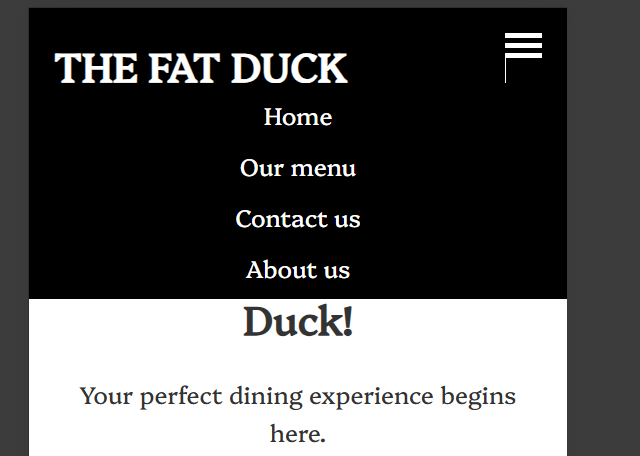 THE FAT DUCK
Home
Our menu
Contact us
About us
Duck!
Your perfect dining experience begins
here.